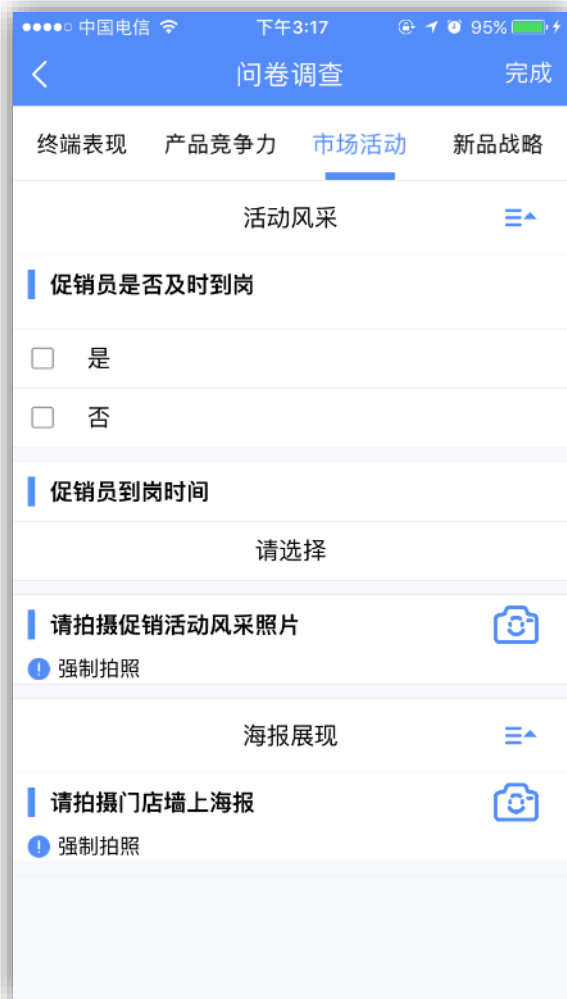 中国电信 下午3:17 95%
问卷调查 完成
终端表现 产品竞争力 市场活动 新品战略
活动风采
促销员是否及时到岗
是
否
促销员到岗时间
请选择
请拍摄促销活动风采照片
强制拍照
海报展现
请拍摄门店墙上海报
强制拍照